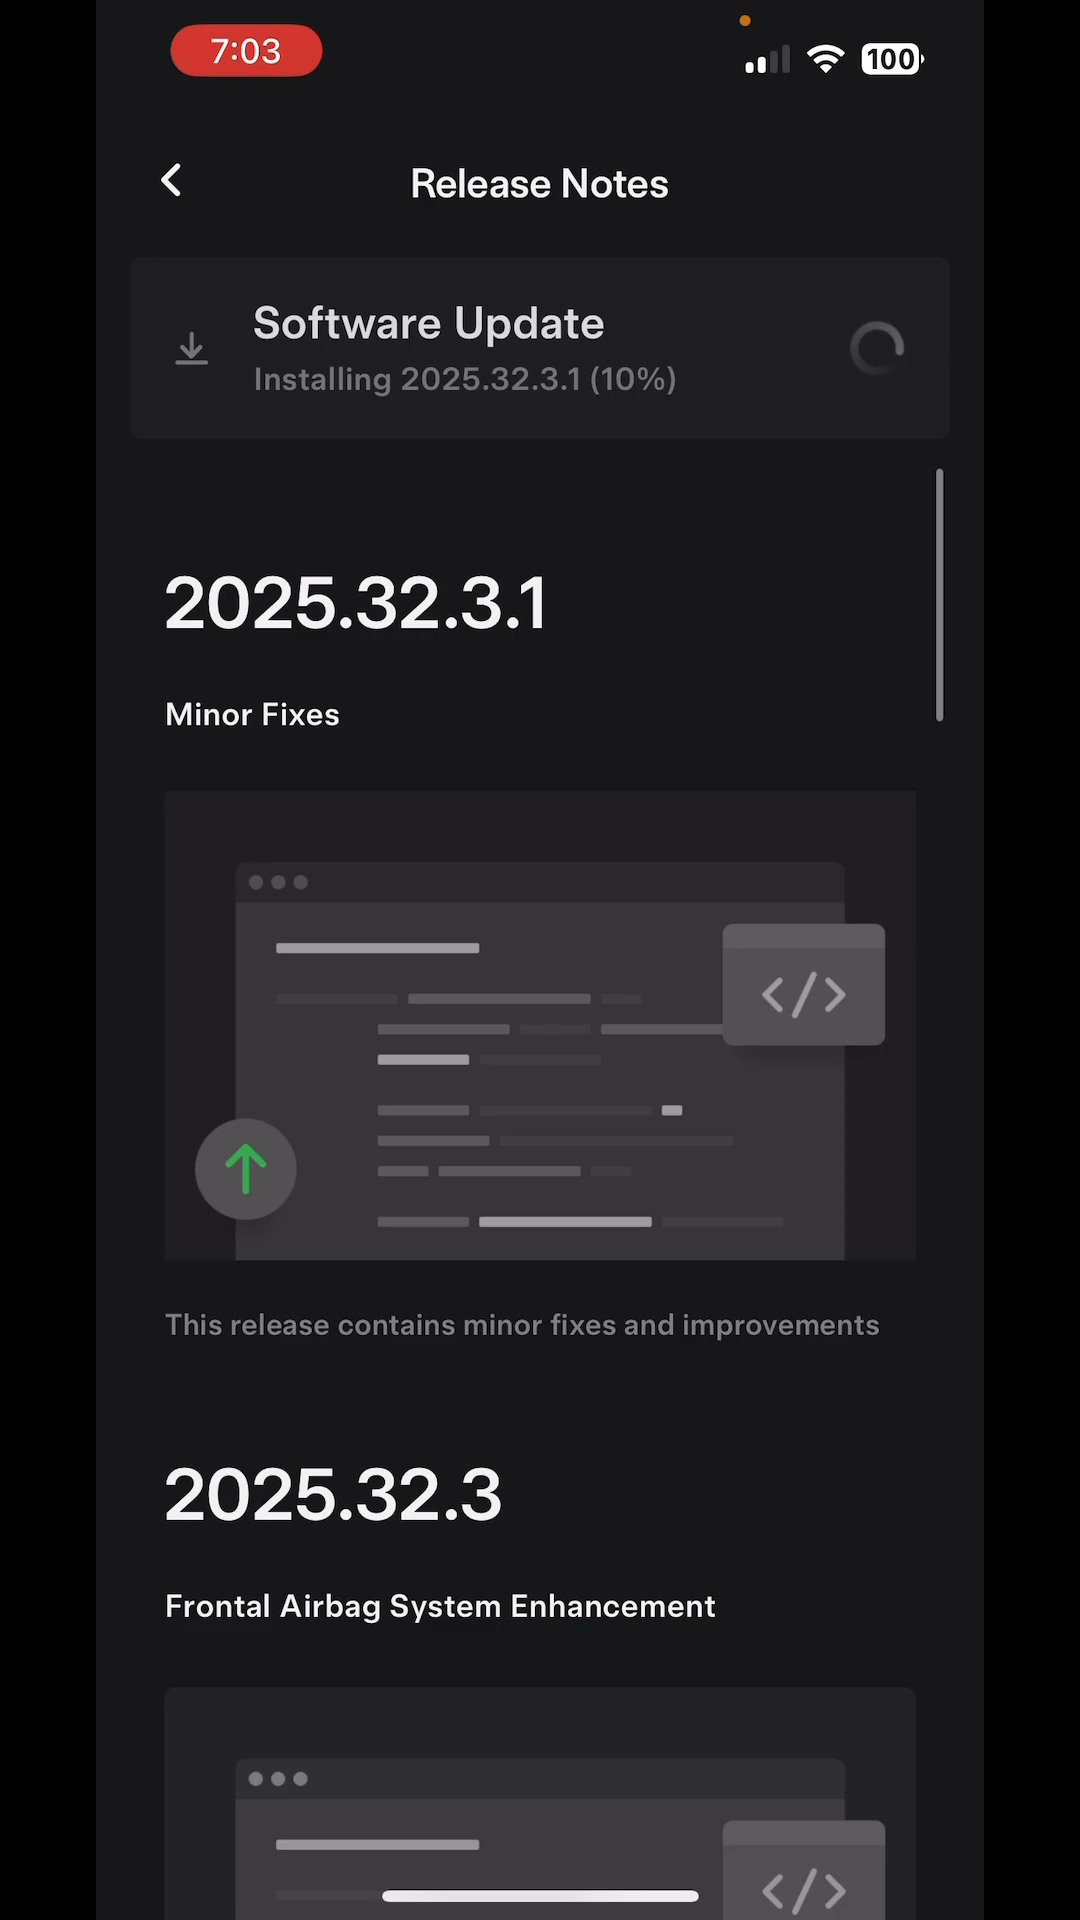 7:03
100
Release Notes
Software Update
Installing 2025.32.3.1 (10%)
2025.32.3.1
Minor Fixes
</>
This release contains minor fixes and improvements
2025.32.3
Frontal Airbag System Enhancement
</>